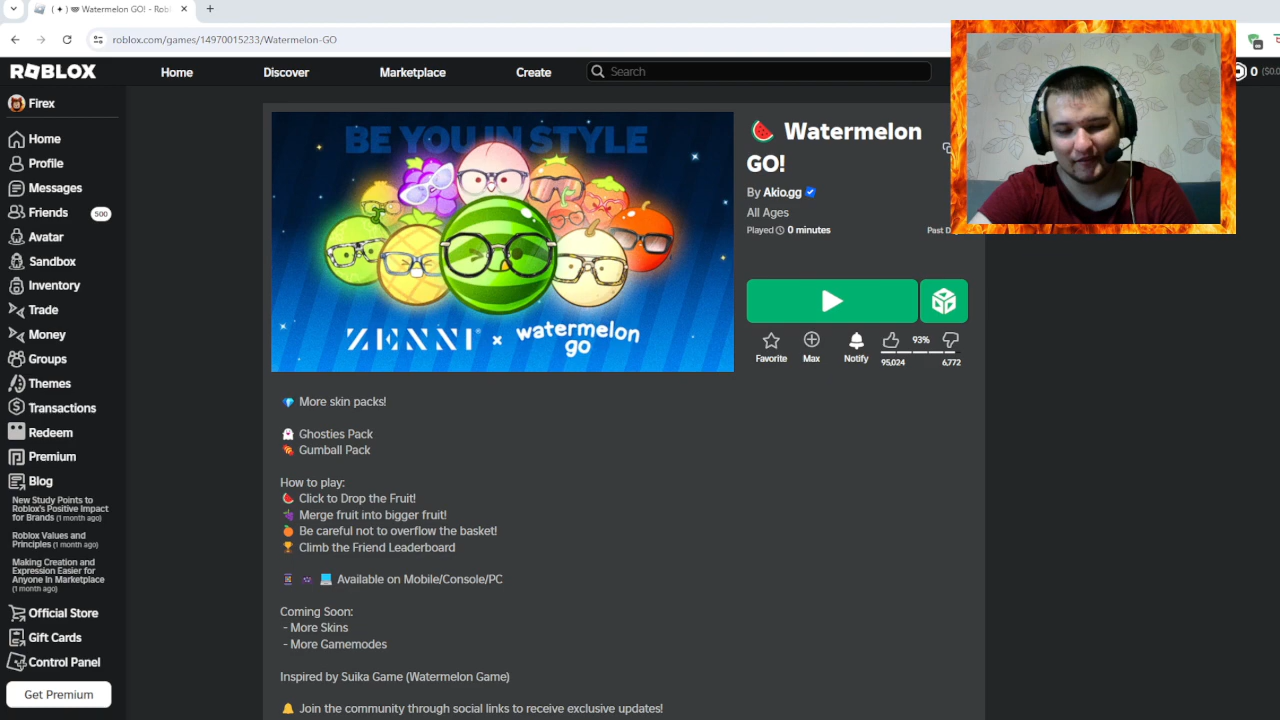 ( ✦ ) 🍉 Watermelon GO! - Rob
roblox.com/games/14970015233/Watermelon-GO
ROBLOX
Home
Discover
Marketplace
Create
Search
0
Firex
Home
Profile
Messages
Friends
500
Avatar
Sandbox
Inventory
Trade
Money
Groups
Themes
Transactions
Redeem
Premium
Blog
New Study Points to
Roblox's Positive Impact
for Brands (1 month ago)
Roblox Values and
Principles (1 month ago)
Making Creation and
Expression Easier for
Anyone In Marketplace
(1 month ago)
Official Store
Gift Cards
Control Panel
Get Premium
BE YOU IN STYLE
ZENNI® x watermelon
go
🍉 Watermelon
GO!
By Akio.gg
All Ages
Played 0 minutes
Favorite
Max
Notify
93%
95,024
6,772
💎 More skin packs!
👻 Ghosties Pack
Gumball Pack
How to play:
🍉 Click to Drop the Fruit!
🍇 Merge fruit into bigger fruit!
🍊 Be careful not to overflow the basket!
🏆 Climb the Friend Leaderboard
Available on Mobile/Console/PC
Coming Soon:
- More Skins
- More Gamemodes
Inspired by Suika Game (Watermelon Game)
🔔 Join the community through social links to receive exclusive updates!